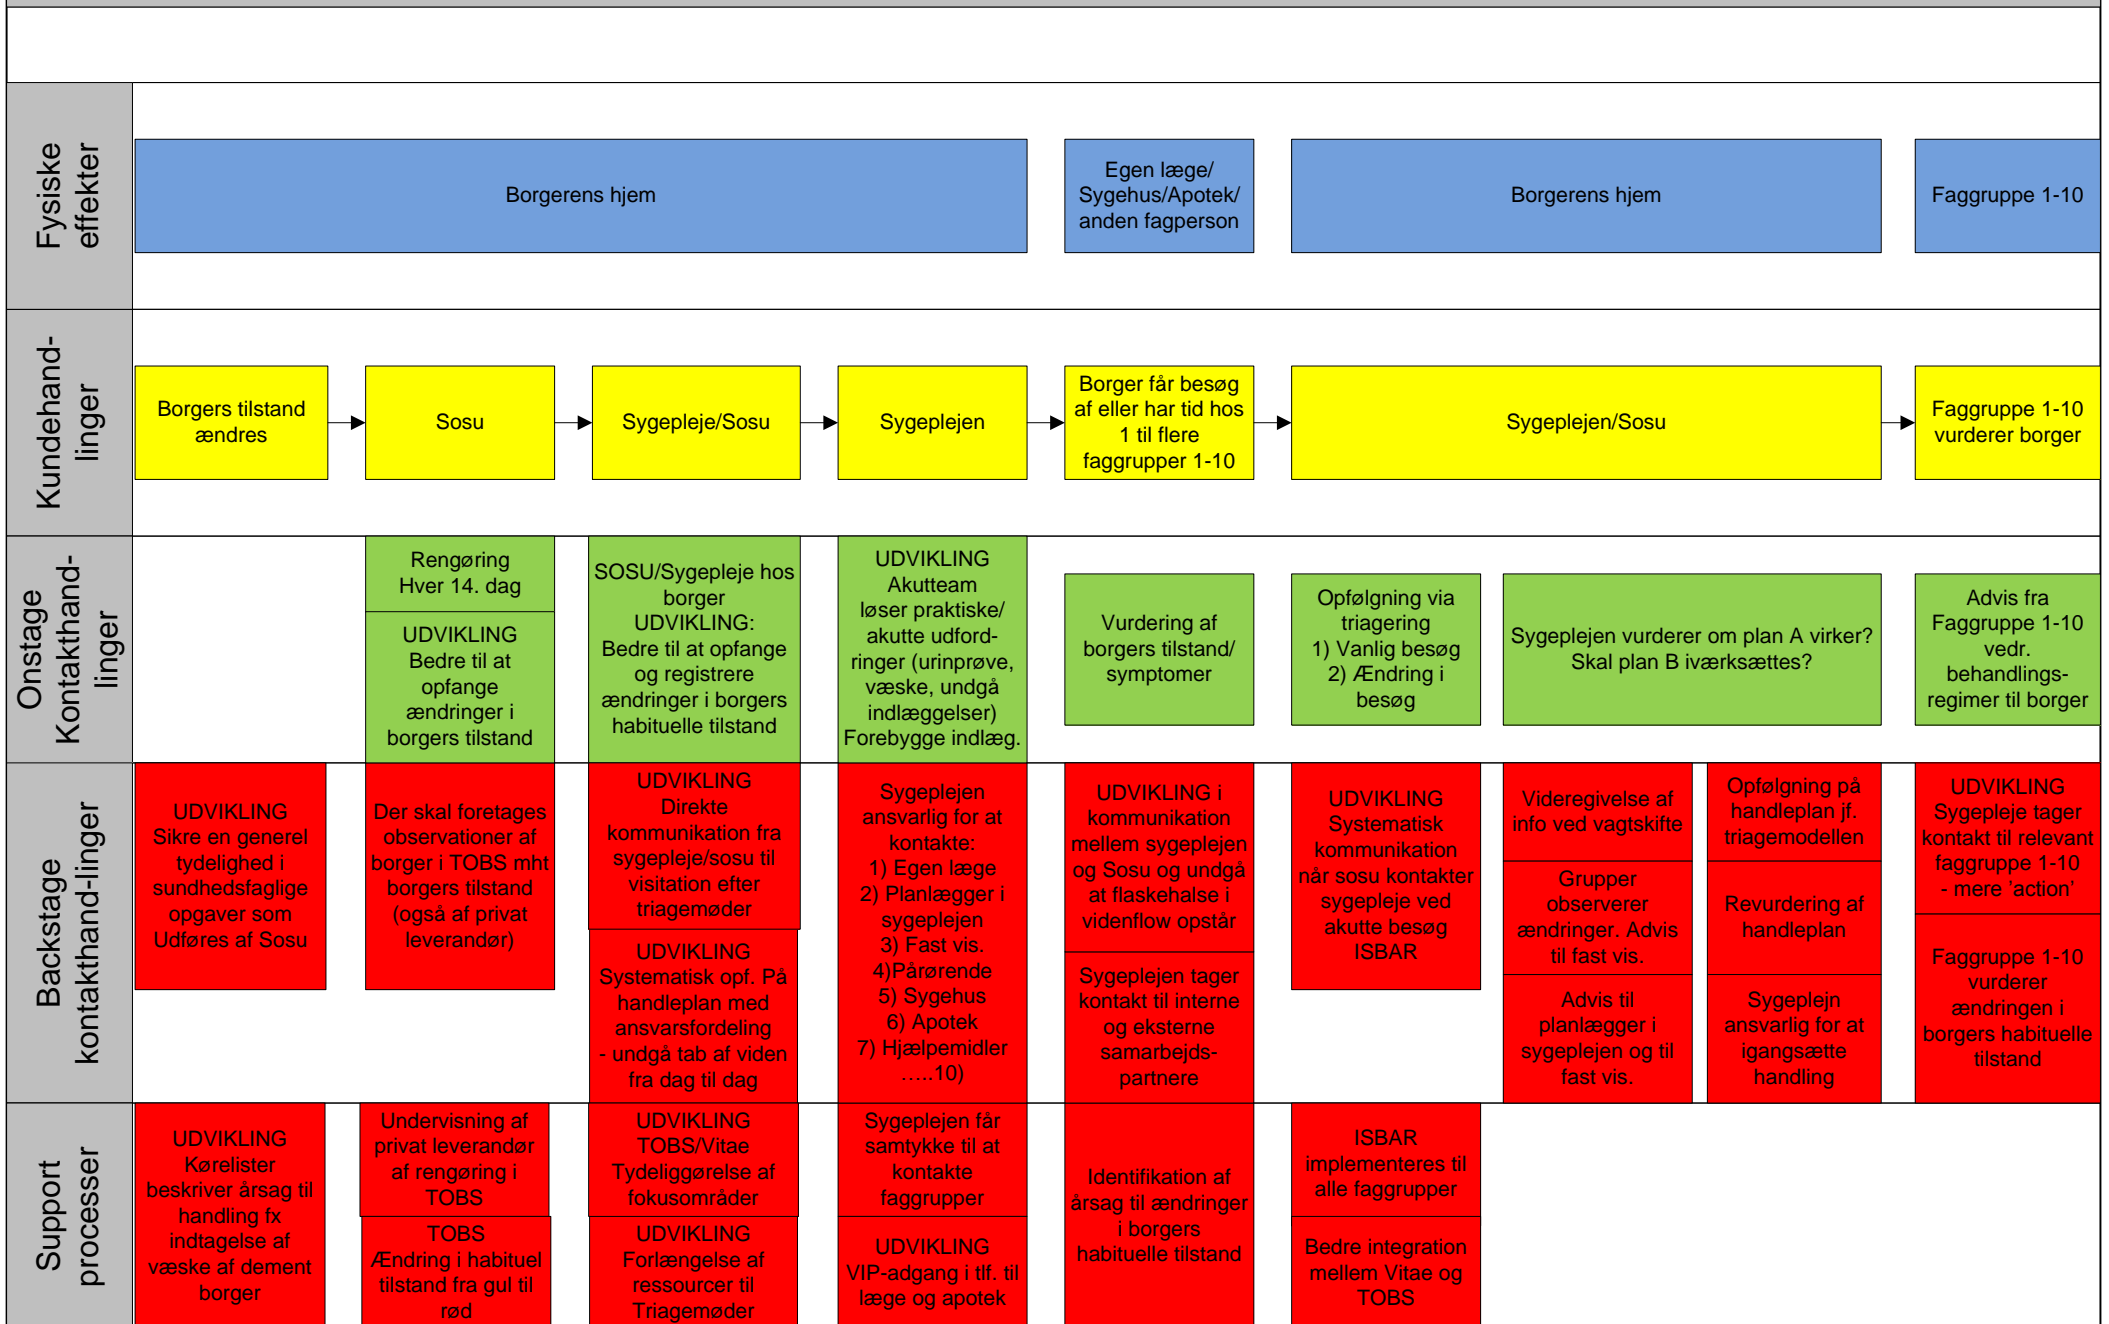 Fysiske
effekter
Borgerens hjem
Egen læge/
Sygehus/Apotek/
anden fagperson
Borgerens hjem
Faggruppe 1-10
Kundehand-
linger
Borgers tilstand
ændres
Sosu
Sygepleje/Sosu
Sygeplejen
Borger får besøg
af eller har tid hos
1 til flere
faggrupper 1-10
Sygeplejen/Sosu
Faggruppe 1-10
vurderer borger
Onstage
Kontakthand-
linger
Rengøring
Hver 14. dag
UDVIKLING
Bedre til at
opfange
ændringer i
borgers tilstand
SOSU/Sygepleje hos
borger
UDVIKLING:
Bedre til at opfange
og registrere
ændringer i borgers
habituelle tilstand
UDVIKLING
Akutteam
løser praktiske/
akutte udford-
ringer (urinprøve,
væske, undgå
indlæggelser)
Forebygge indlæg.
Vurdering af
borgers tilstand/
symptomer
Opfølgning via
triagering
1) Vanlig besøg
2) Ændring i
besøg
Sygeplejen vurderer om plan A virker?
Skal plan B iværksættes?
Advis fra
Faggruppe 1-10
vedr.
behandlings-
regimer til borger
Backstage
kontakthand-linger
UDVIKLING
Sikre en generel
tydelighed i
sundhedsfaglige
opgaver som
Udføres af Sosu
Der skal foretages
observationer af
borger i TOBS mht
borgers tilstand
(også af privat
leverandør)
UDVIKLING
Direkte
kommunikation fra
sygepleje/sosu til
visitation efter
triagemøder
UDVIKLING
Systematisk opf. På
handleplan med
ansvarsfordeling
- undgå tab af viden
fra dag til dag
Sygeplejen
ansvarlig for at
kontakte:
1) Egen læge
2) Planlægger i
sygeplejen
3) Fast vis.
4)Pårørende
5) Sygehus
6) Apotek
7) Hjælpemidler
…..10)
UDVIKLING i
kommunikation
mellem sygeplejen
og Sosu og undgå
at flaskehalse i
videnflow opstår
Sygeplejen tager
kontakt til interne
og eksterne
samarbejds-
partnere
UDVIKLING
Systematisk
kommunikation
når sosu kontakter
sygepleje ved
akutte besøg
ISBAR
Videregivelse af
info ved vagtskifte
Grupper
observerer
ændringer. Advis
til fast vis.
Advis til
planlægger i
sygeplejen og til
fast vis.
Opfølgning på
handleplan jf.
triagemodellen
Revurdering af
handleplan
Sygeplejn
ansvarlig for at
igangsætte
handling
UDVIKLING
Sygepleje tager
kontakt til relevant
faggruppe 1-10
- mere 'action’
Faggruppe 1-10
vurderer
ændringen i
borgers habituelle
tilstand
Support
processer
UDVIKLING
Kørelister
beskriver årsag til
handling fx
indtagelse af
væske af dement
borger
Undervisning af
privat leverandør
af rengøring i
TOBS
TOBS
Ændring i habituel
tilstand fra gul til
rød
UDVIKLING
TOBS/Vitae
Tydeliggørelse af
fokusområder
UDVIKLING
Forlængelse af
ressourcer til
Triagemøder
Sygeplejen får
samtykke til at
kontakte
faggrupper
UDVIKLING
VIP-adgang i tlf. til
læge og apotek
Identifikation af
årsag til ændringer
i borgers
habituelle tilstand
ISBAR
implementeres til
alle faggrupper
Bedre integration
mellem Vitae og
TOBS